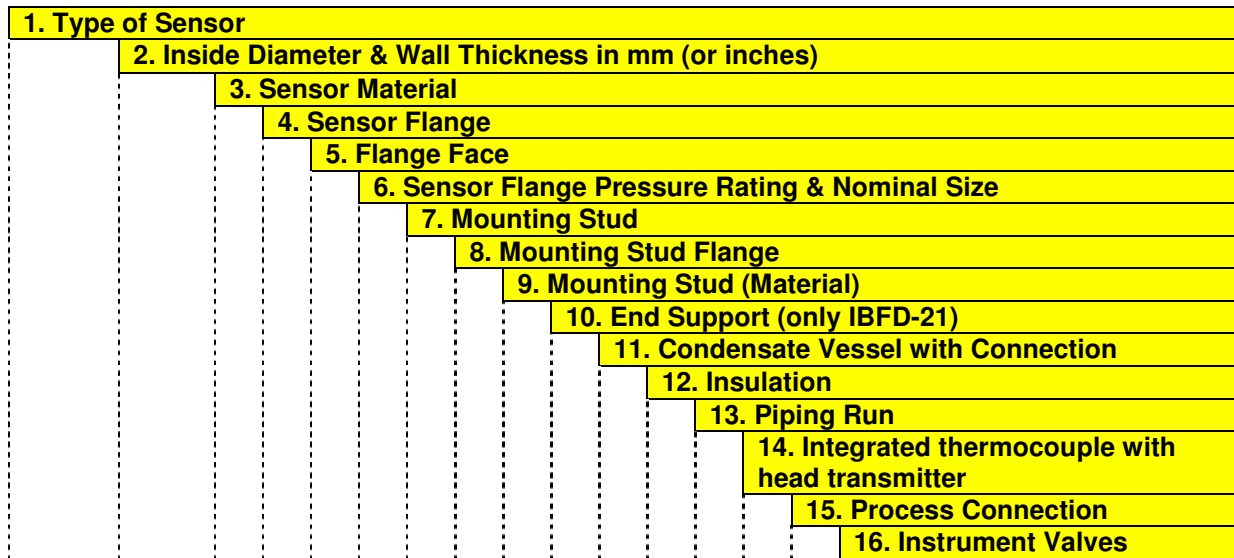 1. Type of Sensor
2. Inside Diameter & Wall Thickness in mm (or inches)
3. Sensor Material
4. Sensor Flange
5. Flange Face
6. Sensor Flange Pressure Rating & Nominal Size
7. Mounting Stud
8. Mounting Stud Flange
9. Mounting Stud (Material)
10. End Support (only IBFD-21)
11. Condensate Vessel with Connection
12. Insulation
13. Piping Run
14. Integrated thermocouple with
head transmitter
15. Process Connection
16. Instrument Valves